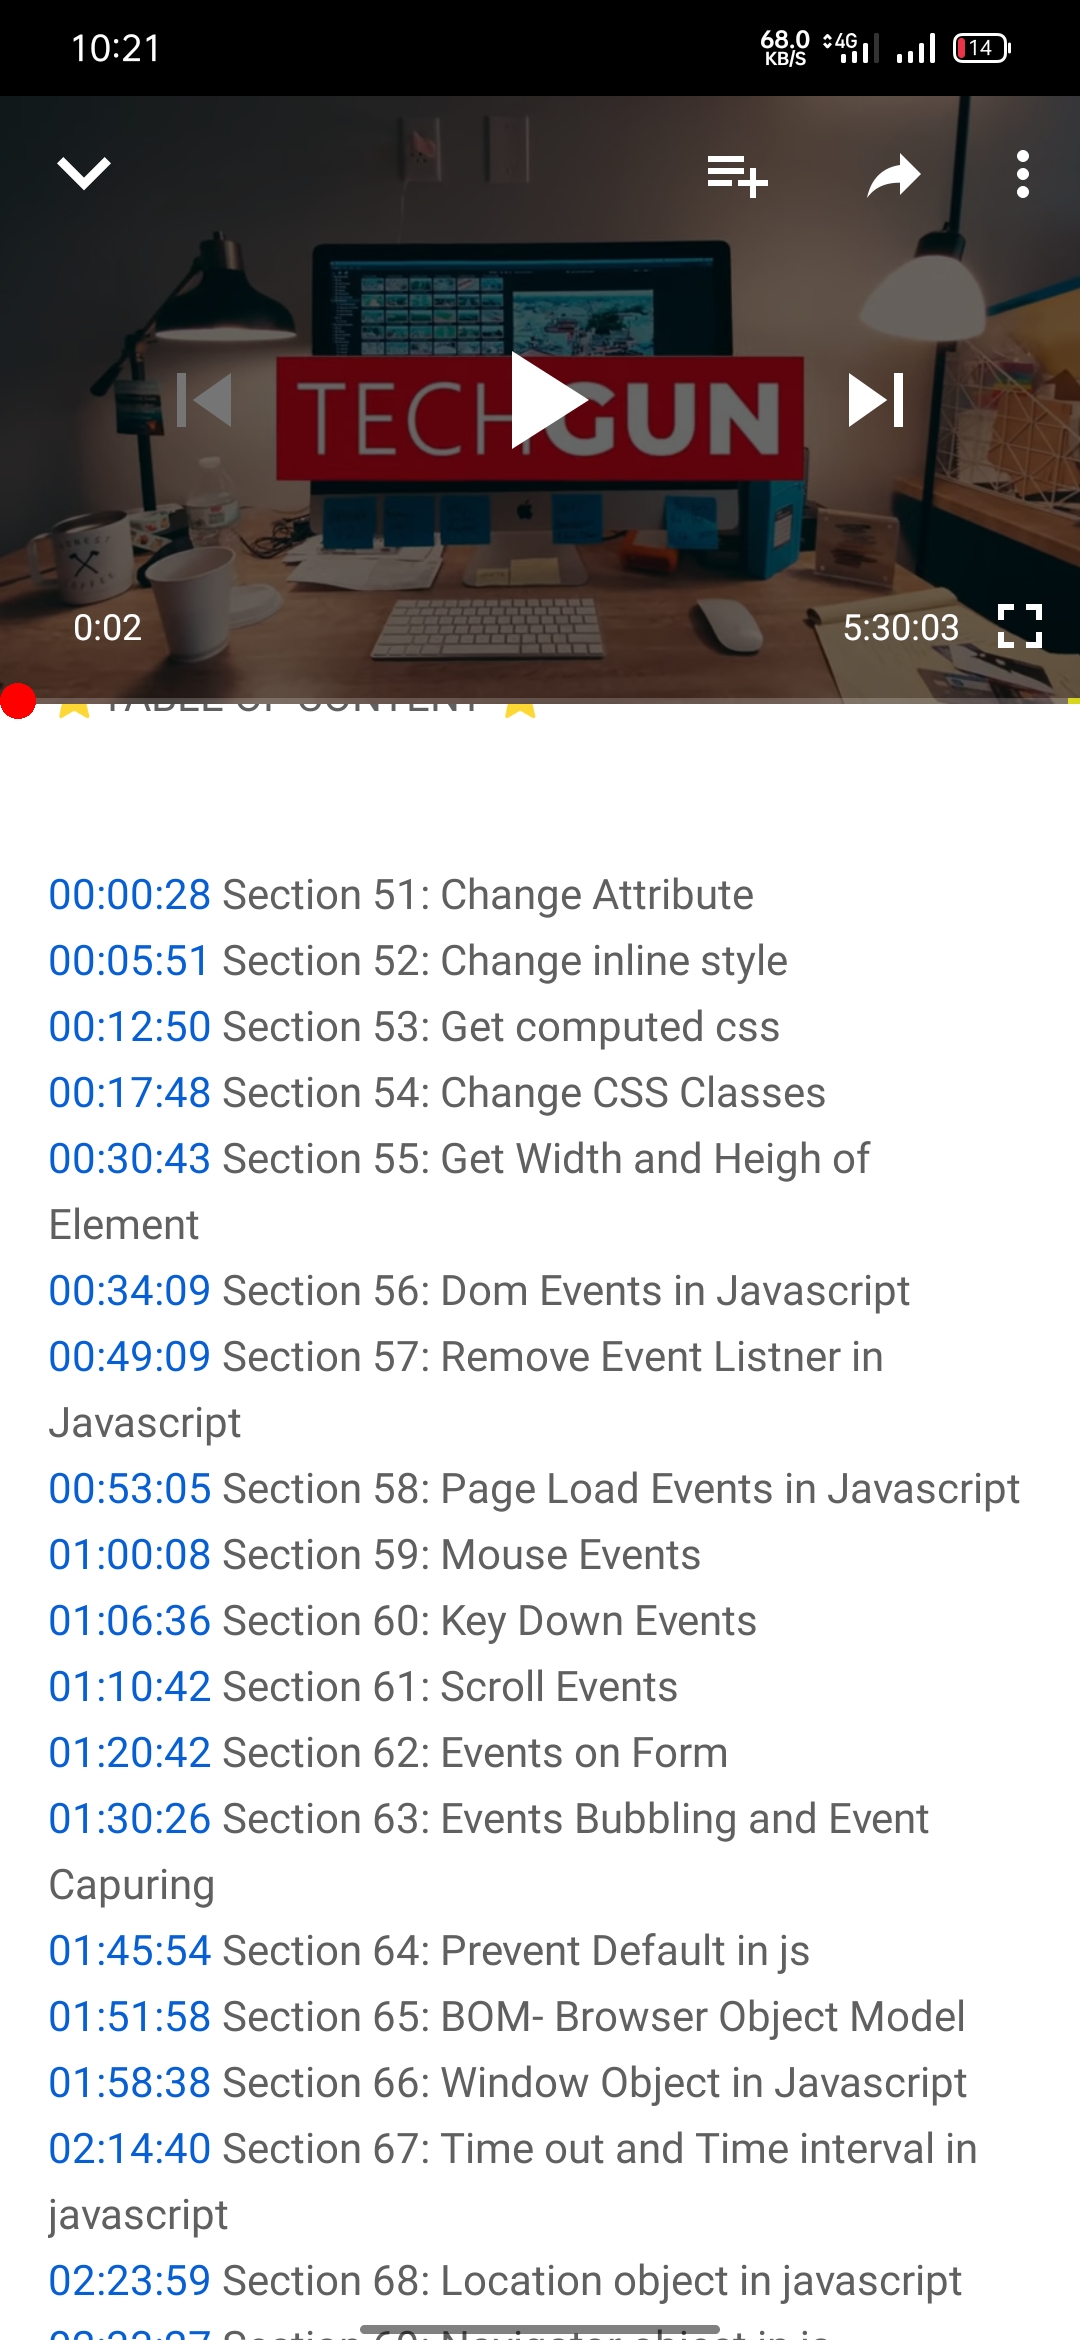 10:21
68.0
KB/S
4G
14
TECHGUN
0:02
5:30:03
TABLE OF CONTENT
00:00:28 Section 51: Change Attribute
00:05:51 Section 52: Change inline style
00:12:50 Section 53: Get computed css
00:17:48 Section 54: Change CSS Classes
00:30:43 Section 55: Get Width and Heigh of
Element
00:34:09 Section 56: Dom Events in Javascript
00:49:09 Section 57: Remove Event Listner in
Javascript
00:53:05 Section 58: Page Load Events in Javascript
01:00:08 Section 59: Mouse Events
01:06:36 Section 60: Key Down Events
01:10:42 Section 61: Scroll Events
01:20:42 Section 62: Events on Form
01:30:26 Section 63: Events Bubbling and Event
Capuring
01:45:54 Section 64: Prevent Default in js
01:51:58 Section 65: BOM- Browser Object Model
01:58:38 Section 66: Window Object in Javascript
02:14:40 Section 67: Time out and Time interval in
javascript
02:23:59 Section 68: Location object in javascript
Section 69: Navigator object in js